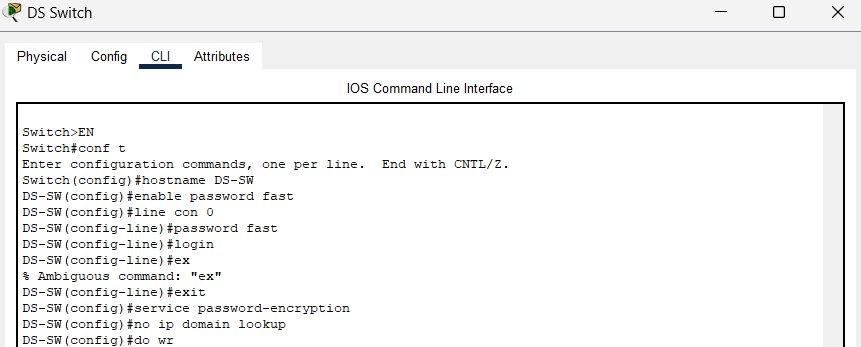 DS Switch
Physical Config CLI Attributes
IOS Command Line Interface
Switch>EN
Switch#conf t
Enter configuration commands, one per line.  End with CNTL/Z.
Switch(config)#hostname DS-SW
DS-SW(config)#enable password fast
DS-SW(config)#line con 0
DS-SW(config-line)#password fast
DS-SW(config-line)#login
DS-SW(config-line)#ex
% Ambiguous command: "ex"
DS-SW(config-line)#exit
DS-SW(config)#service password-encryption
DS-SW(config)#no ip domain lookup
DS-SW(config)#do wr